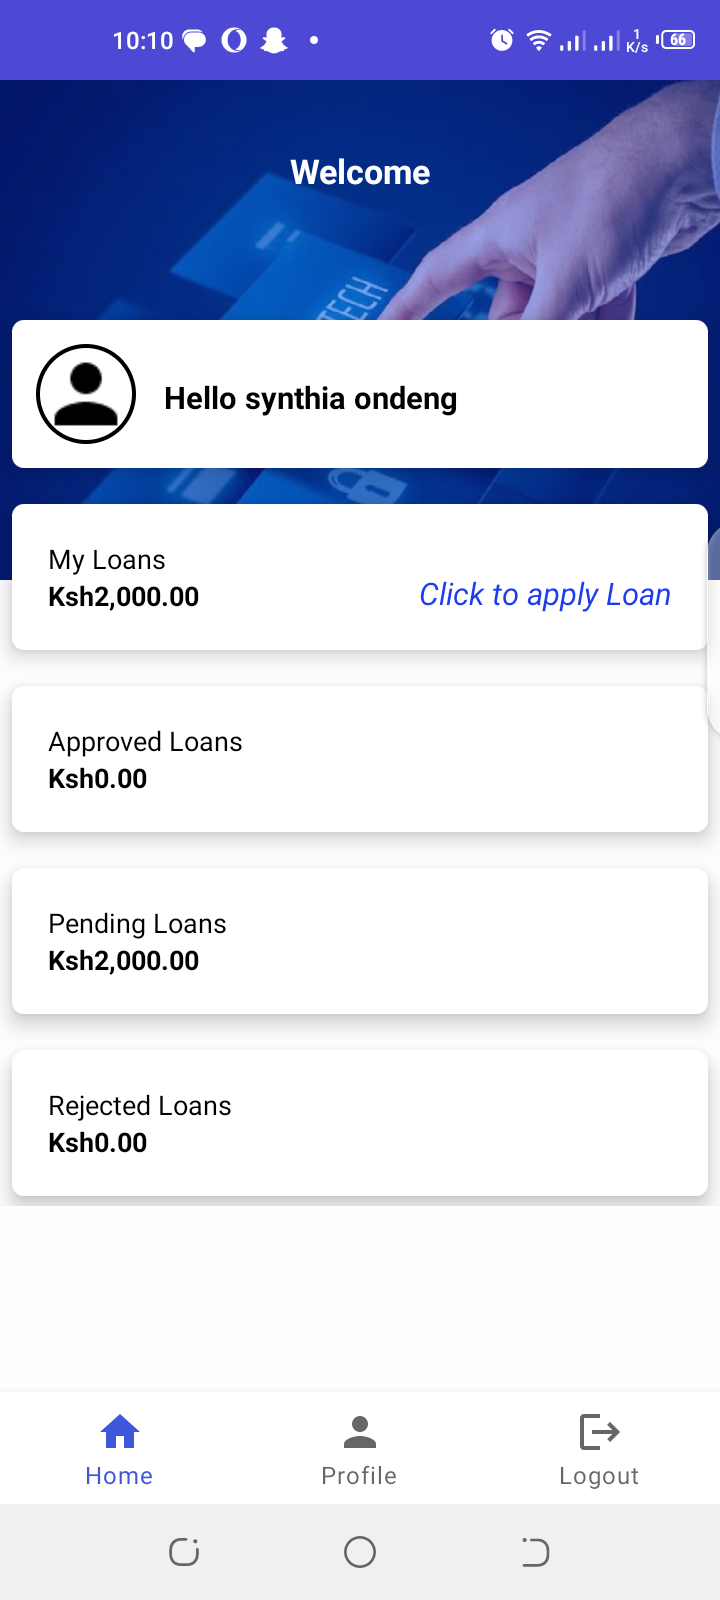 10:10
1
K/s
66
Welcome
TECH
Hello synthia ondeng
My Loans
Ksh2,000.00
Click to apply Loan
Approved Loans
Ksh0.00
Pending Loans
Ksh2,000.00
Rejected Loans
Ksh0.00
Home
Profile
Logout